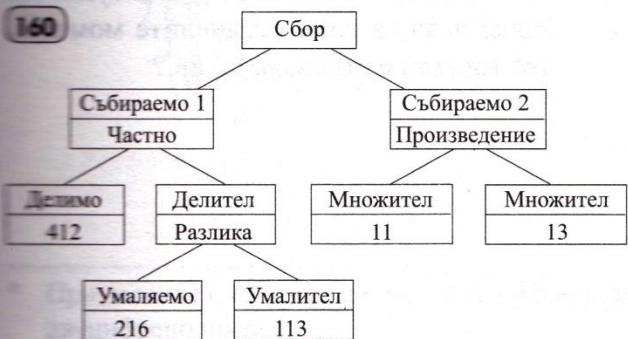 160
Сбор
Събираемо 1 Събираемо 2
Частно Произведение
Делимо Делител Множител Множител
412 Разлика 11 13
Умаляемо Умалител
216 113